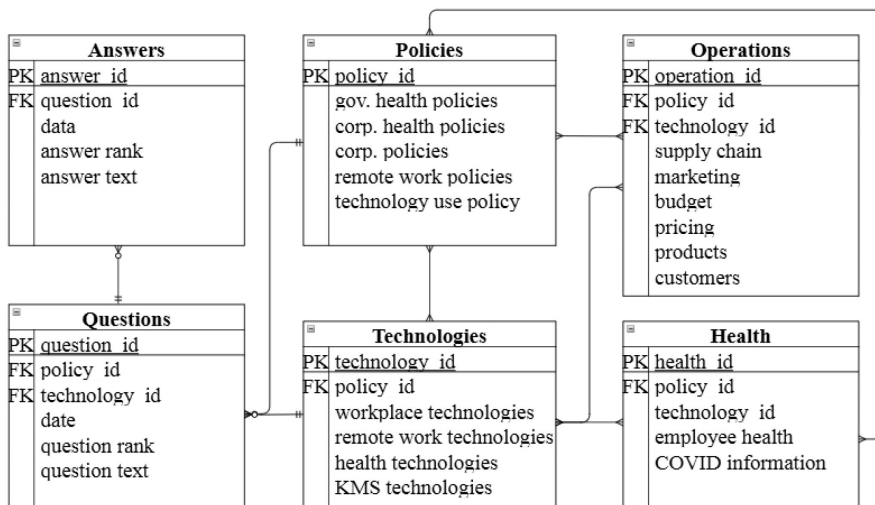 Answers
PK answer_id
FK question_id
data
answer rank
answer text
Policies
PK policy_id
gov. health policies
corp. health policies
corp. policies
remote work policies
technology use policy
Operations
PK operation_id
FK policy_id
FK technology_id
supply chain
marketing
budget
pricing
products
customers
Questions
PK question_id
FK policy_id
FK technology_id
date
question rank
question text
Technologies
PK technology_id
FK policy_id
workplace technologies
remote work technologies
health technologies
KMS technologies
Health
PK health_id
FK policy_id
technology_id
employee health
COVID information